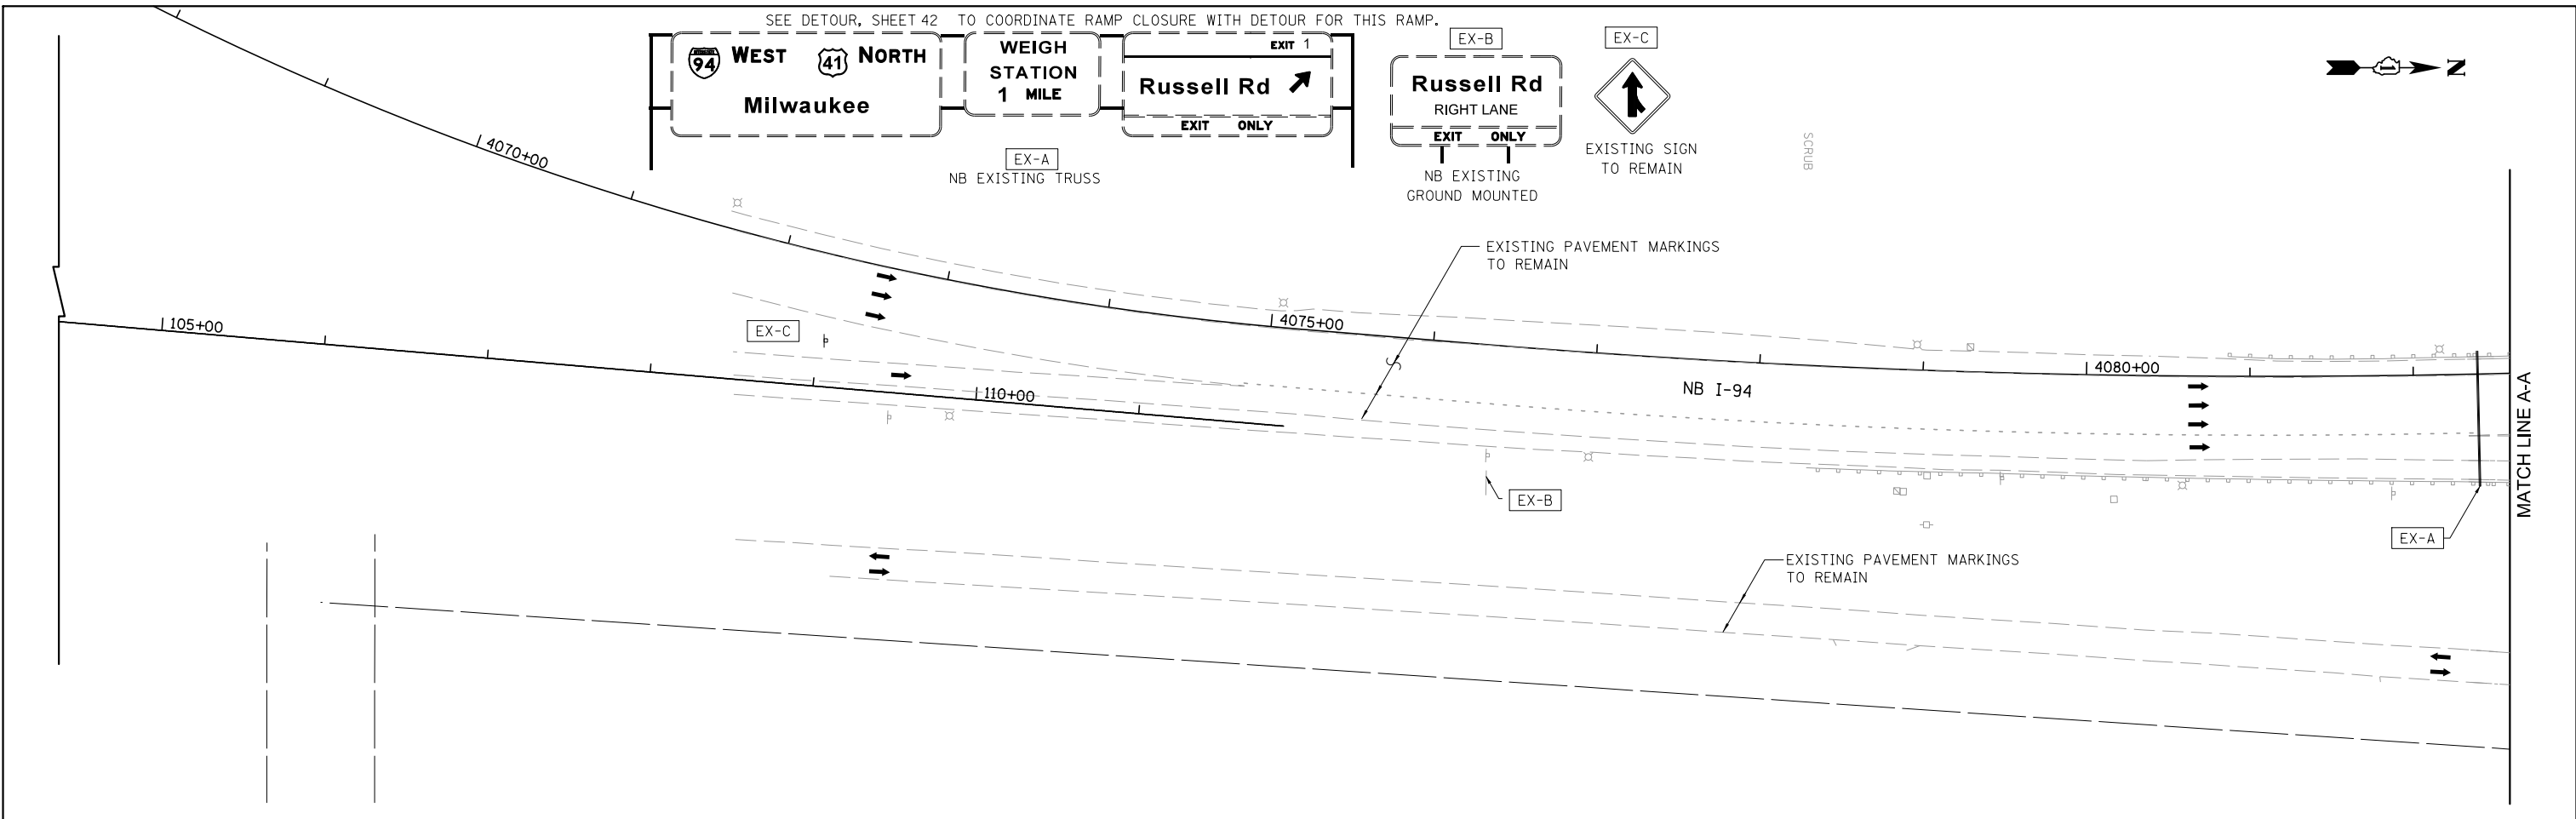 SEE DETOUR, SHEET 42 TO COORDINATE RAMP CLOSURE WITH DETOUR FOR THIS RAMP.
INTERSTATE
94 WEST 41 NORTH
Milwaukee
WEIGH
STATION
1 MILE
EXIT 1
Russell Rd
EXIT ONLY
EX-A
NB EXISTING TRUSS
EX-B
Russell Rd
RIGHT LANE
EXIT ONLY
NB EXISTING
GROUND MOUNTED
EX-C
EXISTING SIGN
TO REMAIN
SCRUB
N
4070+00
EXISTING PAVEMENT MARKINGS
TO REMAIN
105+00
EX-C
4075+00
110+00
NB I-94
4080+00
MATCH LINE A-A
EX-B
EX-A
EXISTING PAVEMENT MARKINGS
TO REMAIN